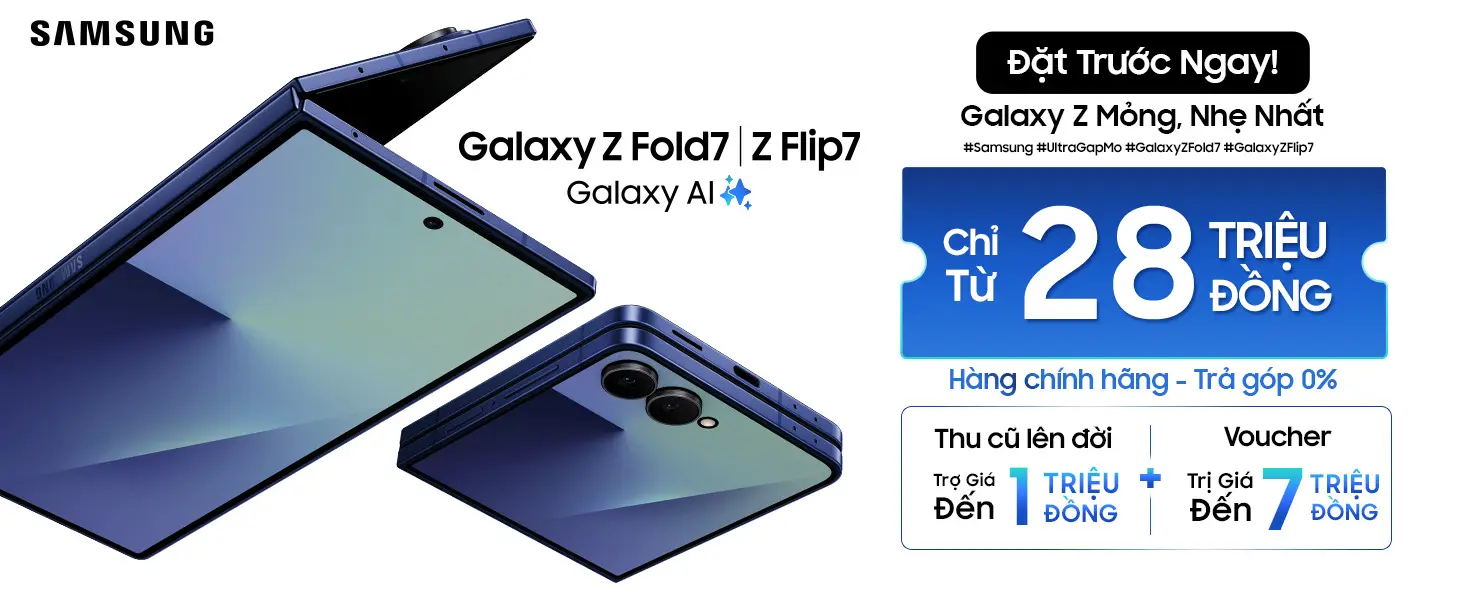 SAMSUNG
Galaxy Z Fold7 | Z Flip7
Galaxy AI
Đặt Trước Ngay!
Galaxy Z Mỏng, Nhẹ Nhất
#Samsung #UltraGapMo #GalaxyZFold7 #GalaxyZFlip7
Chỉ Từ 28 TRIỆU ĐỒNG
Hàng chính hãng - Trả góp 0%
Thu cũ lên đời
Trợ Giá Đến 1 TRIỆU ĐỒNG
+
Voucher
Trị Giá Đến 7 TRIỆU ĐỒNG
SAMSUNG